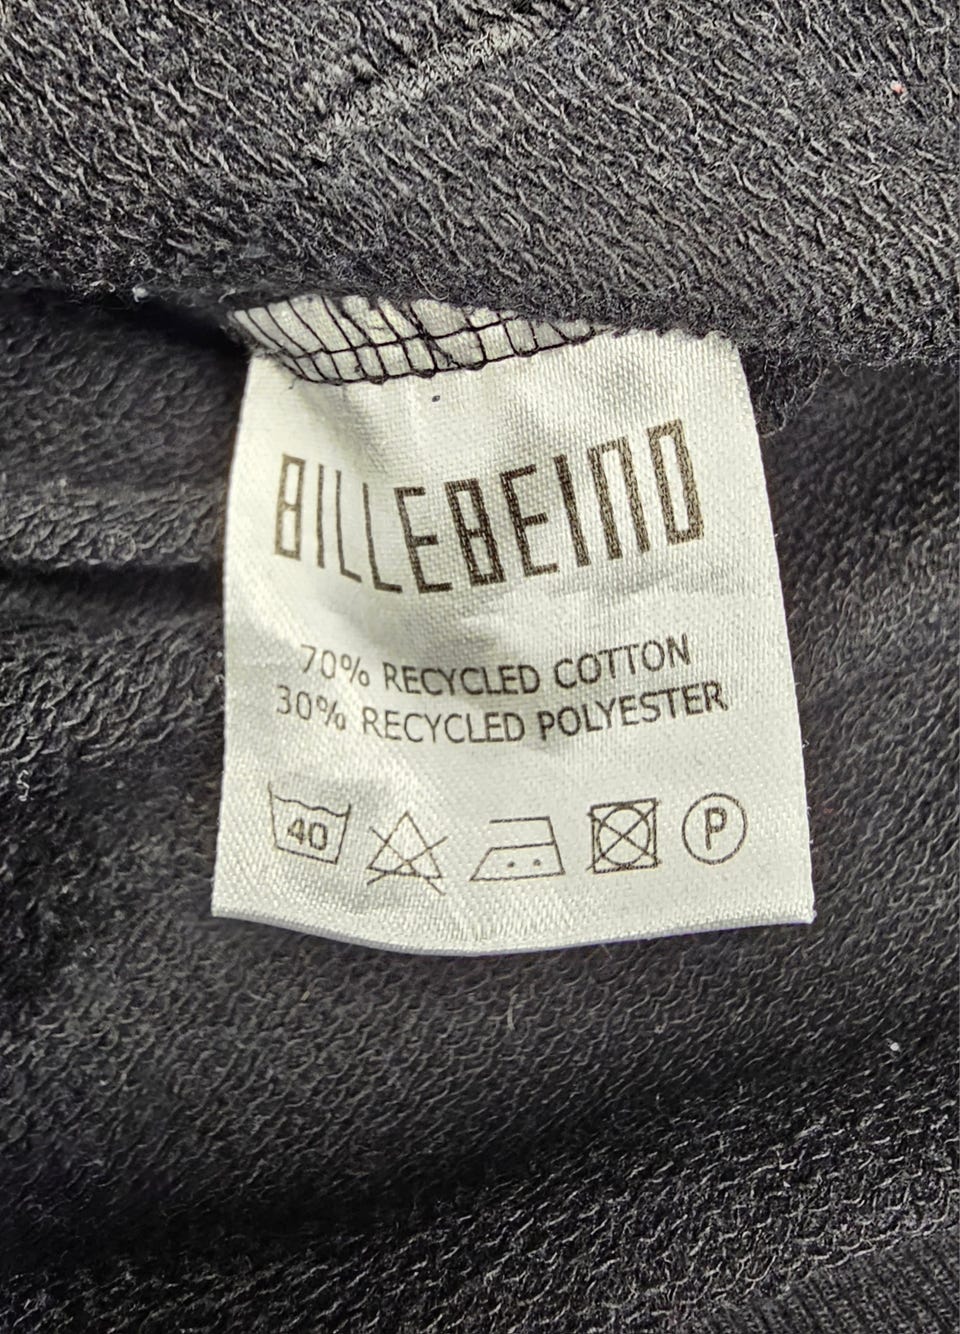 BILLEBEINO
70% RECYCLED COTTON
30% RECYCLED POLYESTER
40 P